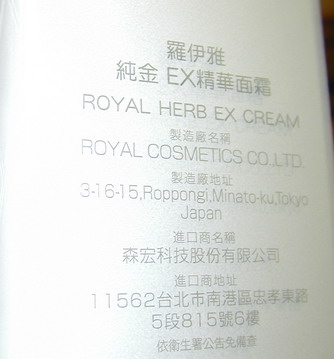 羅伊雅
純金 EX精華面霜
ROYAL HERB EX CREAM
製造廠名稱
ROYAL COSMETICS CO.,LTD.
製造廠地址
3-16-15,Roppongi,Minato-ku,Tokyo
Japan
進口商名稱
森宏科技股份有限公司
進口商地址
11562台北市南港區忠孝東路
5段815號6樓
依衛生署公告免備查